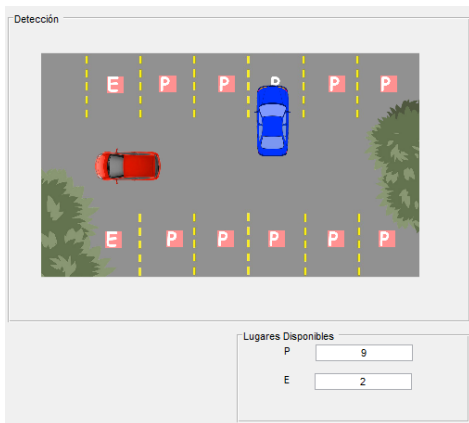 Detección
E P P P P P
E P P P P P
Lugares Disponibles
P 9
E 2